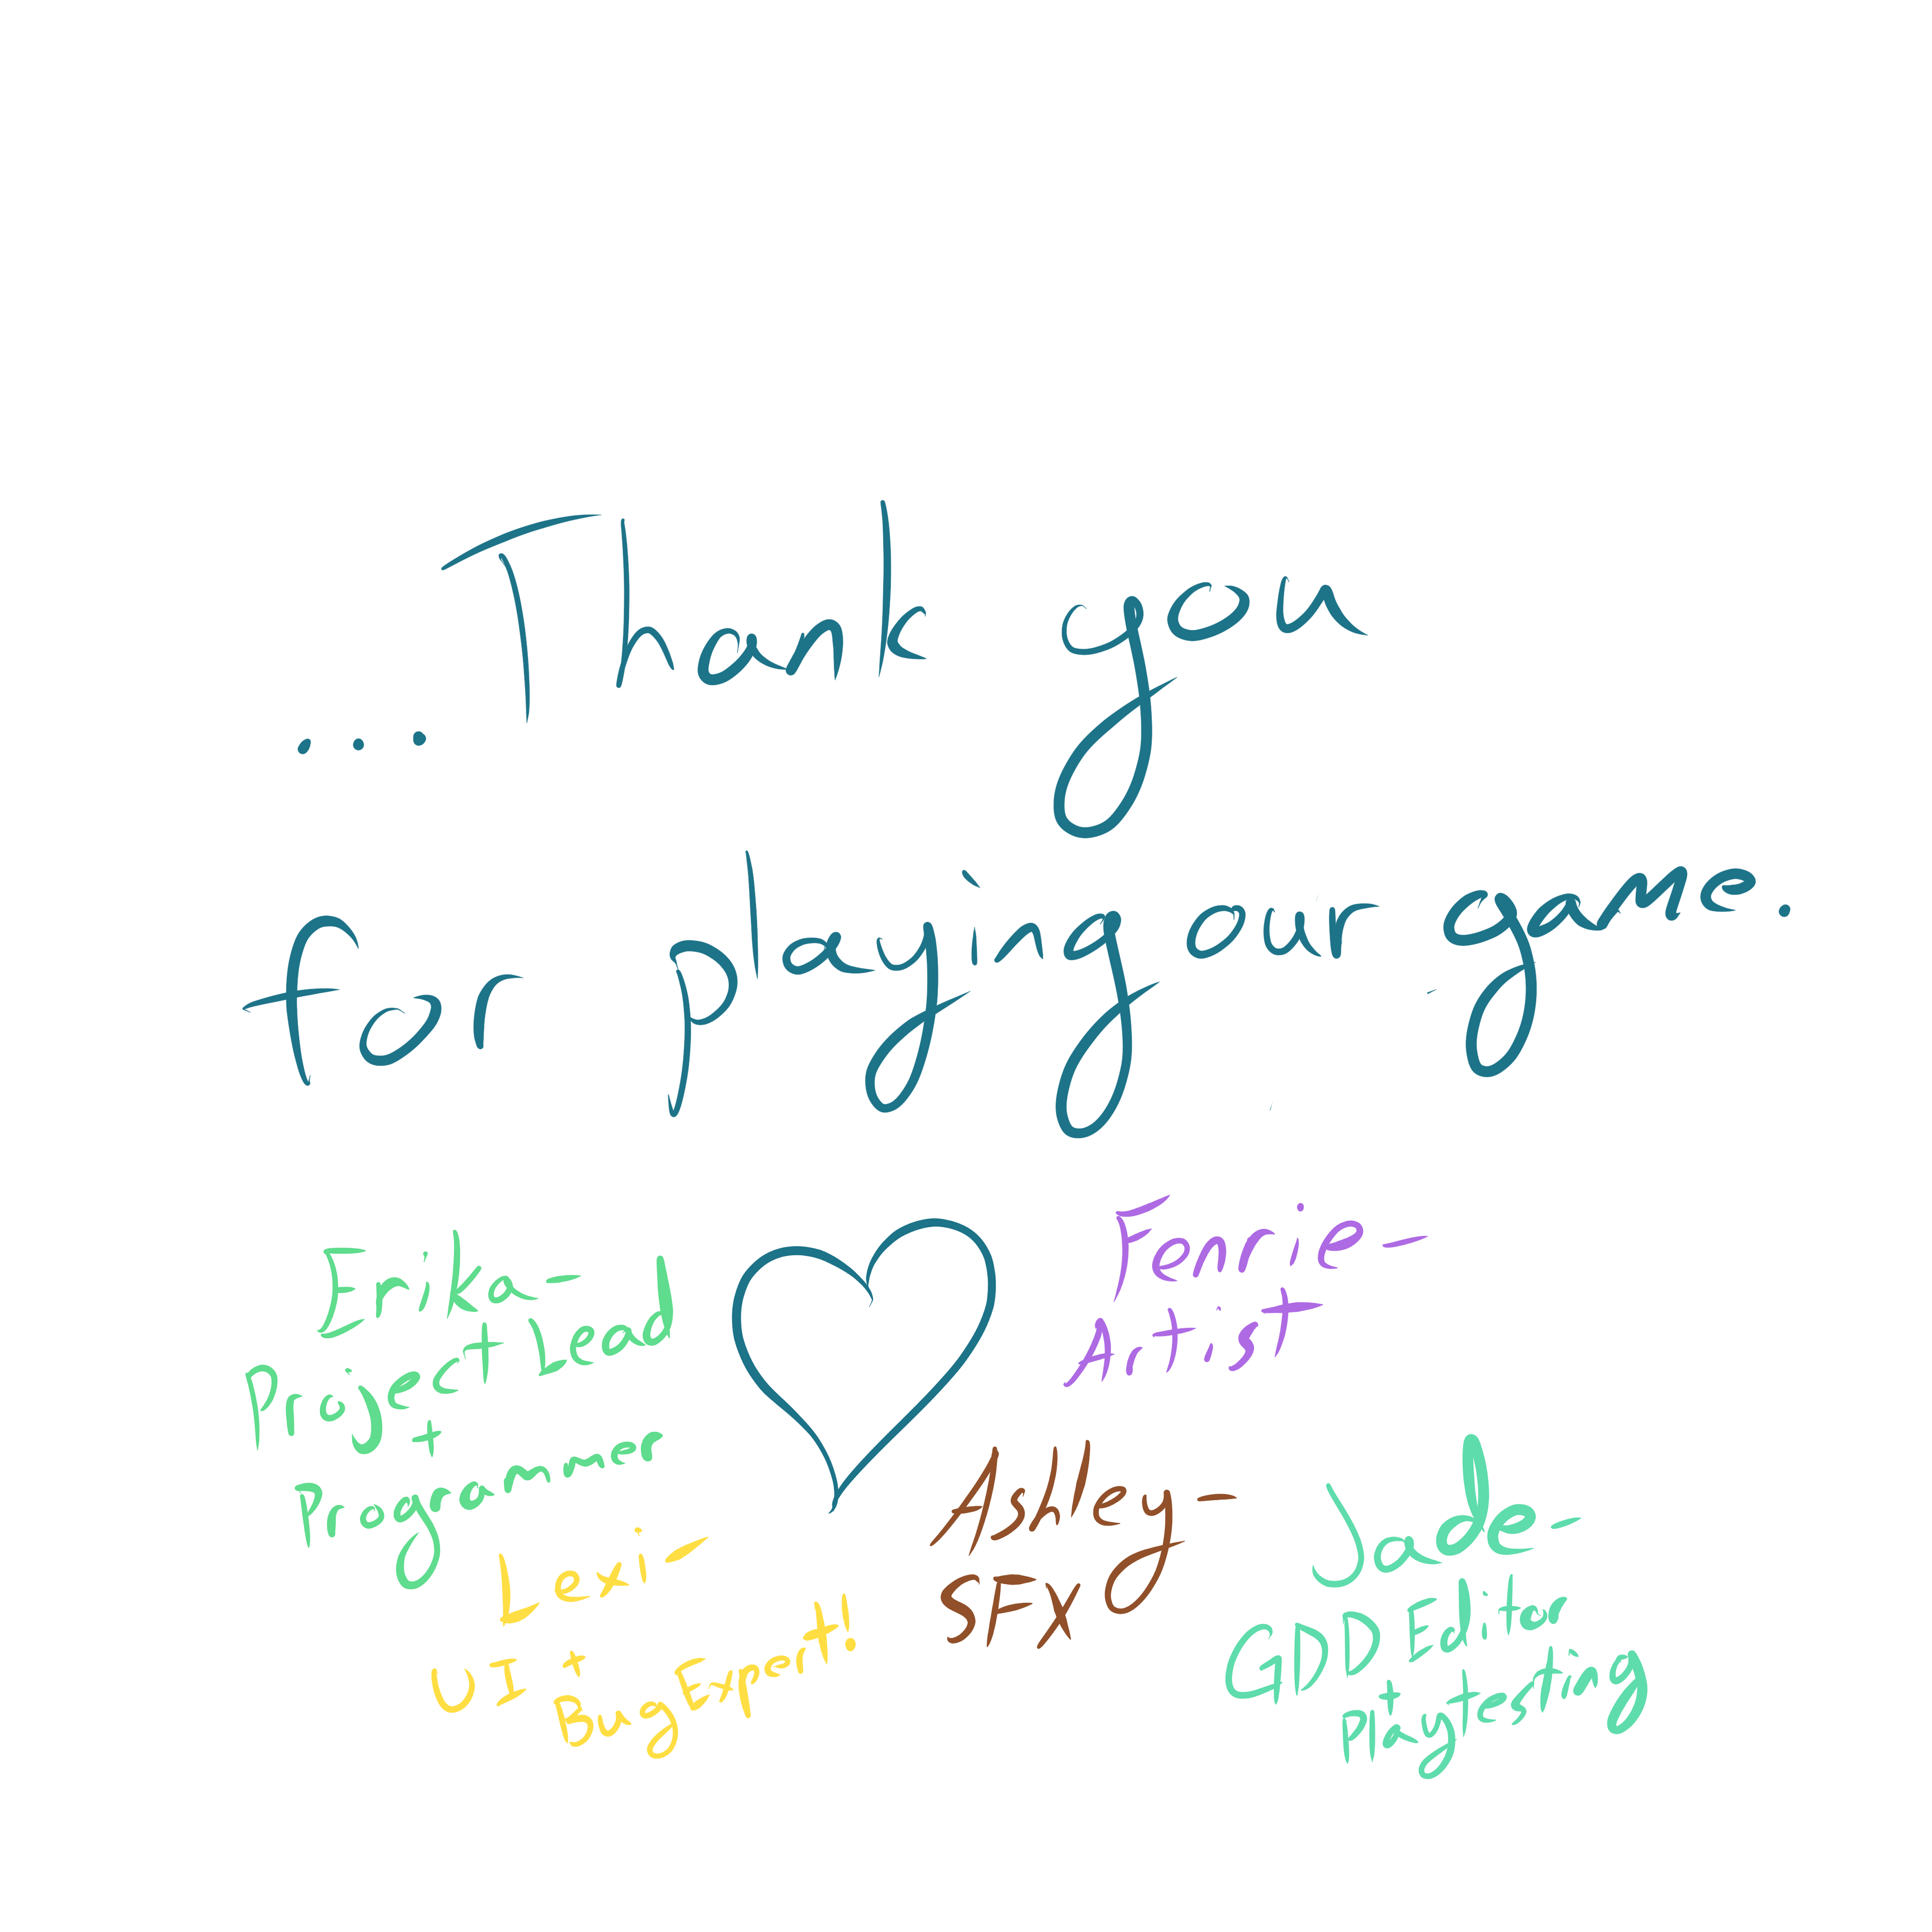 ... Thank you
for playing our game.
Erika-
Project Lead
+
Programmer
Fenrie-
Artist
Lexi-
UI +
Bug Expert!!
Ashley-
SFX
Jade-
GDD Editor
+
Playtesting